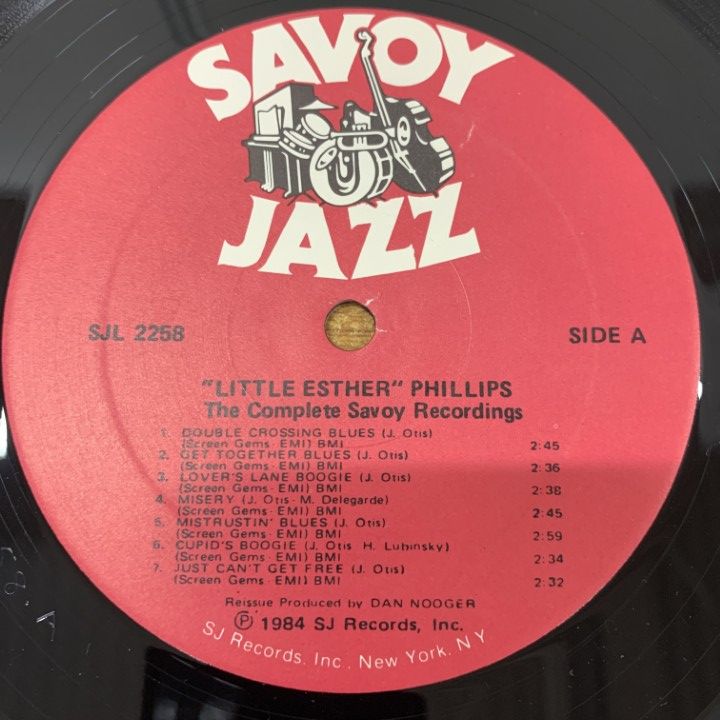 SAVOY
JAZZ
SJL 2258
SIDE A
"LITTLE ESTHER" PHILLIPS
The Complete Savoy Recordings
1. DOUBLE CROSSING BLUES (J. Otis)
(Screen Gems - EMI) BMI 2:45
2. GET TOGETHER BLUES (J. Otis)
(Screen Gems - EMI) BMI 2:36
3. LOVER'S LANE BOOGIE (J. Otis)
(Screen Gems - EMI) BMI 2:38
4. MISERY (J. Otis - M. Delegarde)
(Screen Gems - EMI) BMI 2:45
5. MISTRUSTIN' BLUES (J. Otis)
(Screen Gems - EMI) BMI 2:59
6. CUPID'S BOOGIE (J. Otis - H. Lubinsky)
(Screen Gems - EMI) BMI 2:34
7. JUST CAN'T GET FREE (J. Otis)
(Screen Gems - EMI) BMI 2:32
Reissue Produced by DAN NOOGER
℗ 1984 SJ Records, Inc.
SJ Records, Inc. New York, N.Y.